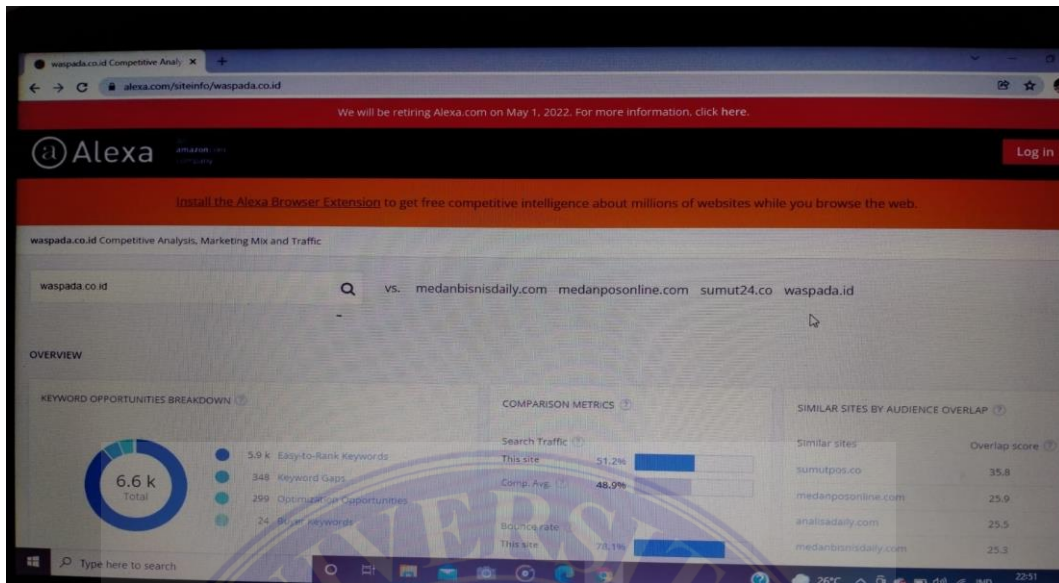 waspada.co.id Competitive Analy
alexa.com/siteinfo/waspada.co.id
We will be retiring Alexa.com on May 1, 2022. For more information, click here.
a Alexa
amazon.com
company
Log in
Install the Alexa Browser Extension to get free competitive intelligence about millions of websites while you browse the web.
waspada.co.id Competitive Analysis, Marketing Mix and Traffic
waspada.co.id vs. medanbisnisdaily.com medanposonline.com sumut24.co waspada.id
OVERVIEW
KEYWORD OPPORTUNITIES BREAKDOWN
6.6 k
Total
5.9 k Easy-to-Rank Keywords
348 Keyword Gaps
299 Optimization Opportunities
24 Buyer Keywords
COMPARISON METRICS
Search Traffic
This site 51.2%
Comp. Avg. 48.9%
Bounce rate
This site 78.1%
SIMILAR SITES BY AUDIENCE OVERLAP
Similar sites Overlap score
sumutpos.co 35.8
medanposonline.com 25.9
analisadaily.com 25.5
medanbisnisdaily.com 25.3
Type here to search
26°C
IND
22:51